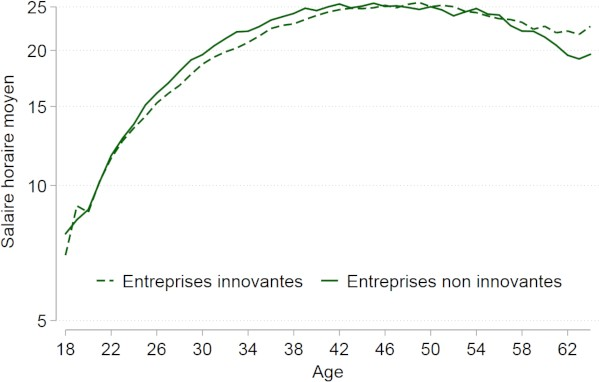 Salaire horaire moyen
25
20
15
10
5
Entreprises innovantes
Entreprises non innovantes
18 22 26 30 34 38 42 46 50 54 58 62
Age